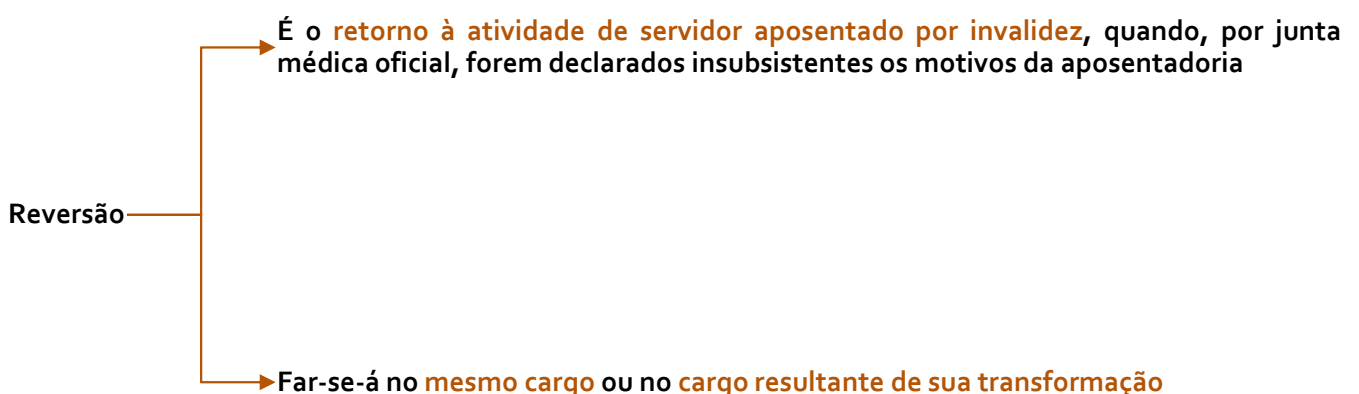 É o retorno à atividade de servidor aposentado por invalidez, quando, por junta
médica oficial, forem declarados insubsistentes os motivos da aposentadoria
Reversão
Far-se-á no mesmo cargo ou no cargo resultante de sua transformação